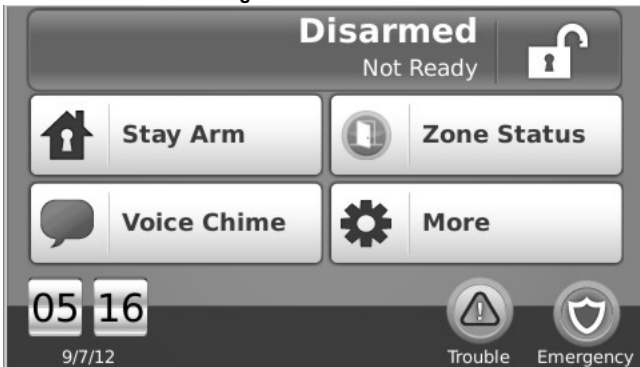 Disarmed
Not Ready
Stay Arm
Zone Status
Voice Chime
More
05 16
9/7/12
Trouble
Emergency